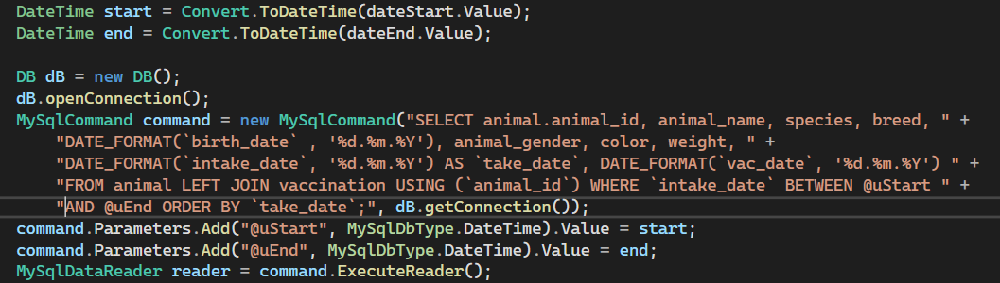 DateTime start = Convert.ToDateTime(dateStart.Value);
DateTime end = Convert.ToDateTime(dateEnd.Value);
DB dB = new DB();
dB.openConnection();
MySqlCommand command = new MySqlCommand("SELECT animal.animal_id, animal_name, species, breed, " +
"DATE_FORMAT(`birth_date` , '%d.%m.%Y'), animal_gender, color, weight, " +
"DATE_FORMAT(`intake_date`, '%d.%m.%Y') AS `take_date`, DATE_FORMAT(`vac_date`, '%d.%m.%Y') " +
"FROM animal LEFT JOIN vaccination USING (`animal_id`) WHERE `intake_date` BETWEEN @uStart " +
"AND @uEnd ORDER BY `take_date`;", dB.getConnection());
command.Parameters.Add("@uStart", MySqlDbType.DateTime).Value = start;
command.Parameters.Add("@uEnd", MySqlDbType.DateTime).Value = end;
MySqlDataReader reader = command.ExecuteReader();